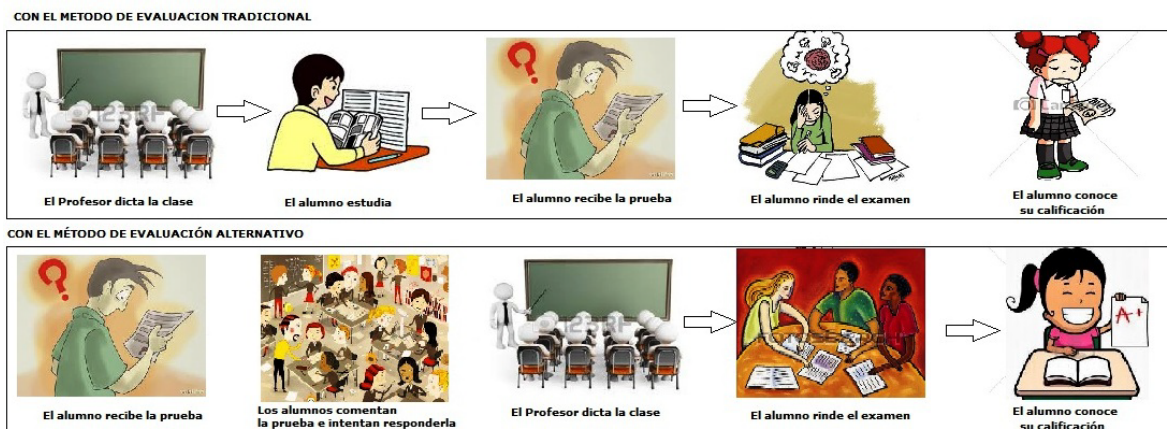 CON EL METODO DE EVALUACION TRADICIONAL
El Profesor dicta la clase
El alumno estudia
El alumno recibe la prueba
El alumno rinde el examen
El alumno conoce
su calificación
CON EL MÉTODO DE EVALUACIÓN ALTERNATIVO
El alumno recibe la prueba
Los alumnos comentan
la prueba e intentan responderla
El Profesor dicta la clase
El alumno rinde el examen
A+
El alumno conoce
su calificación